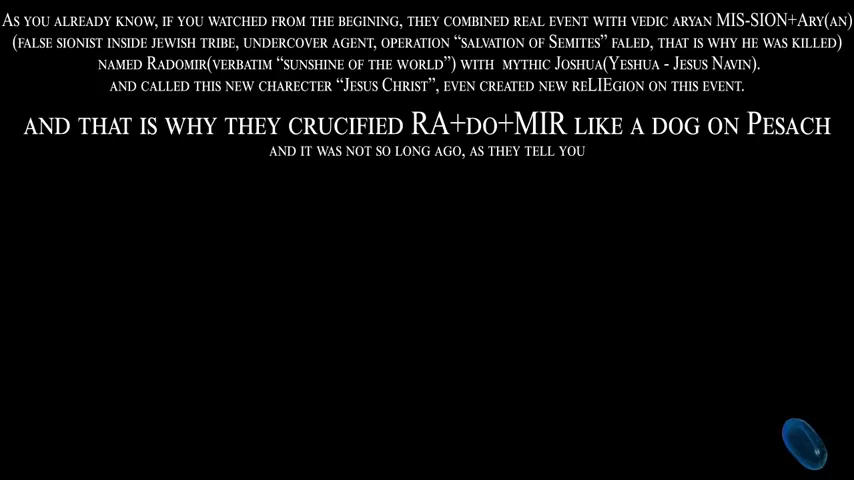 As you already know, if you watched from the begining, they combined real event with vedic aryan MIS-SION+Ary(an)
(false sionist inside jewish tribe, undercover agent, operation “salvation of Semites” faled, that is why he was killed)
named Radomir(verbatim “sunshine of the world”) with mythic Joshua(Yeshua - Jesus Navin).
and called this new charecter “Jesus Christ”, even created new reLIEgion on this event.
and that is why they crucified RA+do+MIR like a dog on Pesach
and it was not so long ago, as they tell you